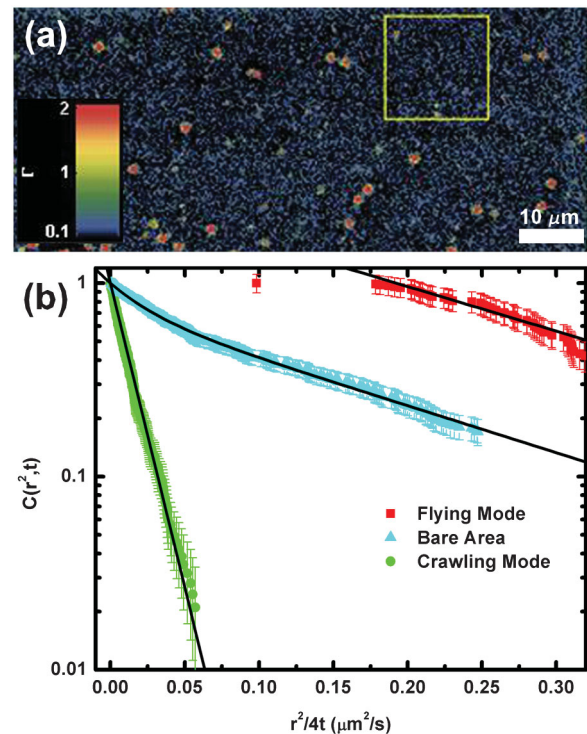 (a)
2
1
0.1
Γ
10 μm
(b)
1
0.1
0.01
C(r²,t)
Flying Mode
Bare Area
Crawling Mode
0.00 0.05 0.10 0.15 0.20 0.25 0.30
r²/4t (μm²/s)